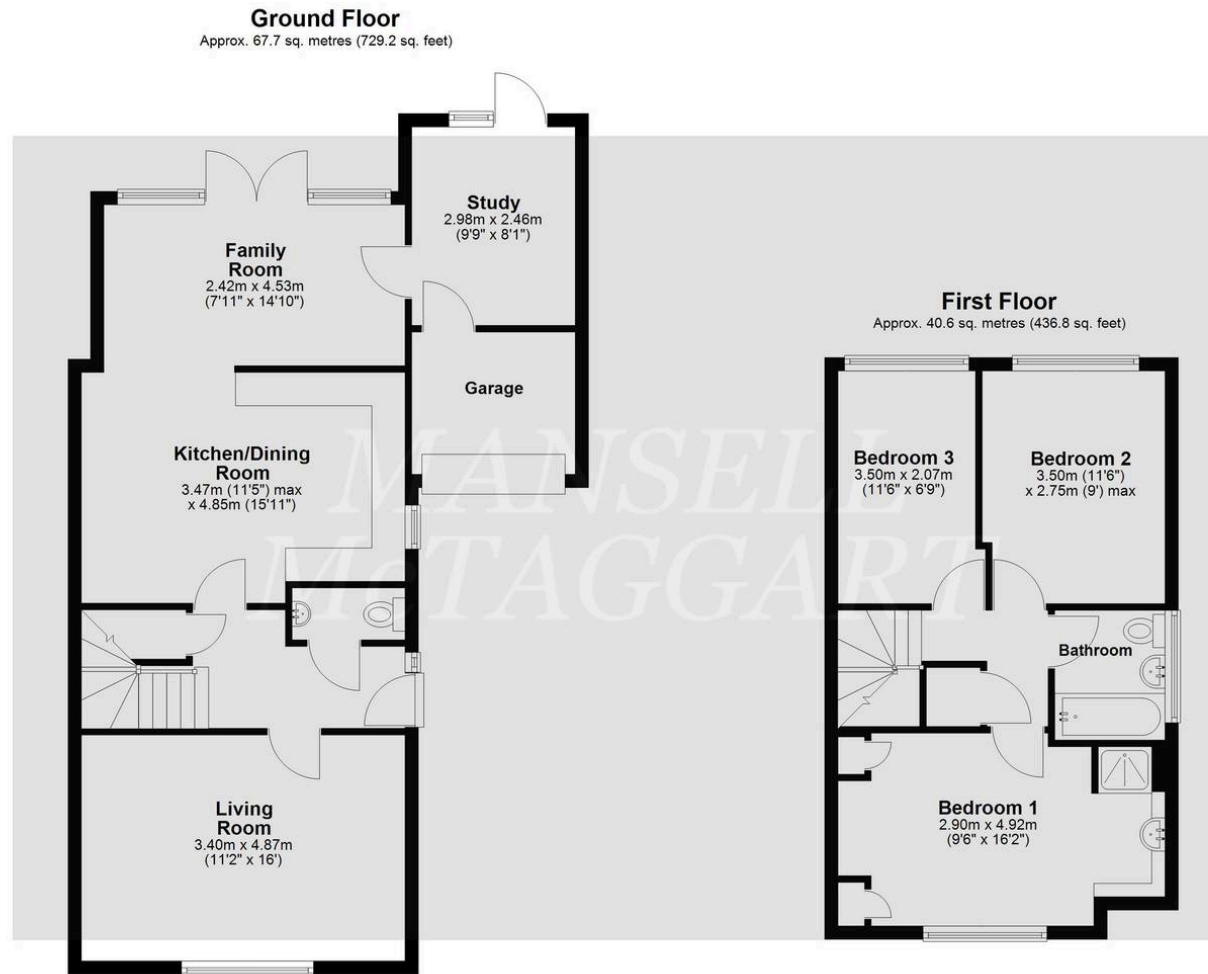 Ground Floor
Approx. 67.7 sq. metres (729.2 sq. feet)
Study
2.98m x 2.46m
(9'9" x 8'1")
Family
Room
2.42m x 4.53m
(7'11" x 14'10")
Garage
Kitchen/Dining
Room
3.47m (11'5") max
x 4.85m (15'11")
Living
Room
3.40m x 4.87m
(11'2" x 16')
First Floor
Approx. 40.6 sq. metres (436.8 sq. feet)
Bedroom 3
3.50m x 2.07m
(11'6" x 6'9")
Bedroom 2
3.50m (11'6")
x 2.75m (9') max
Bathroom
Bedroom 1
2.90m x 4.92m
(9'6" x 16'2")
MANSELL
McTAGGART